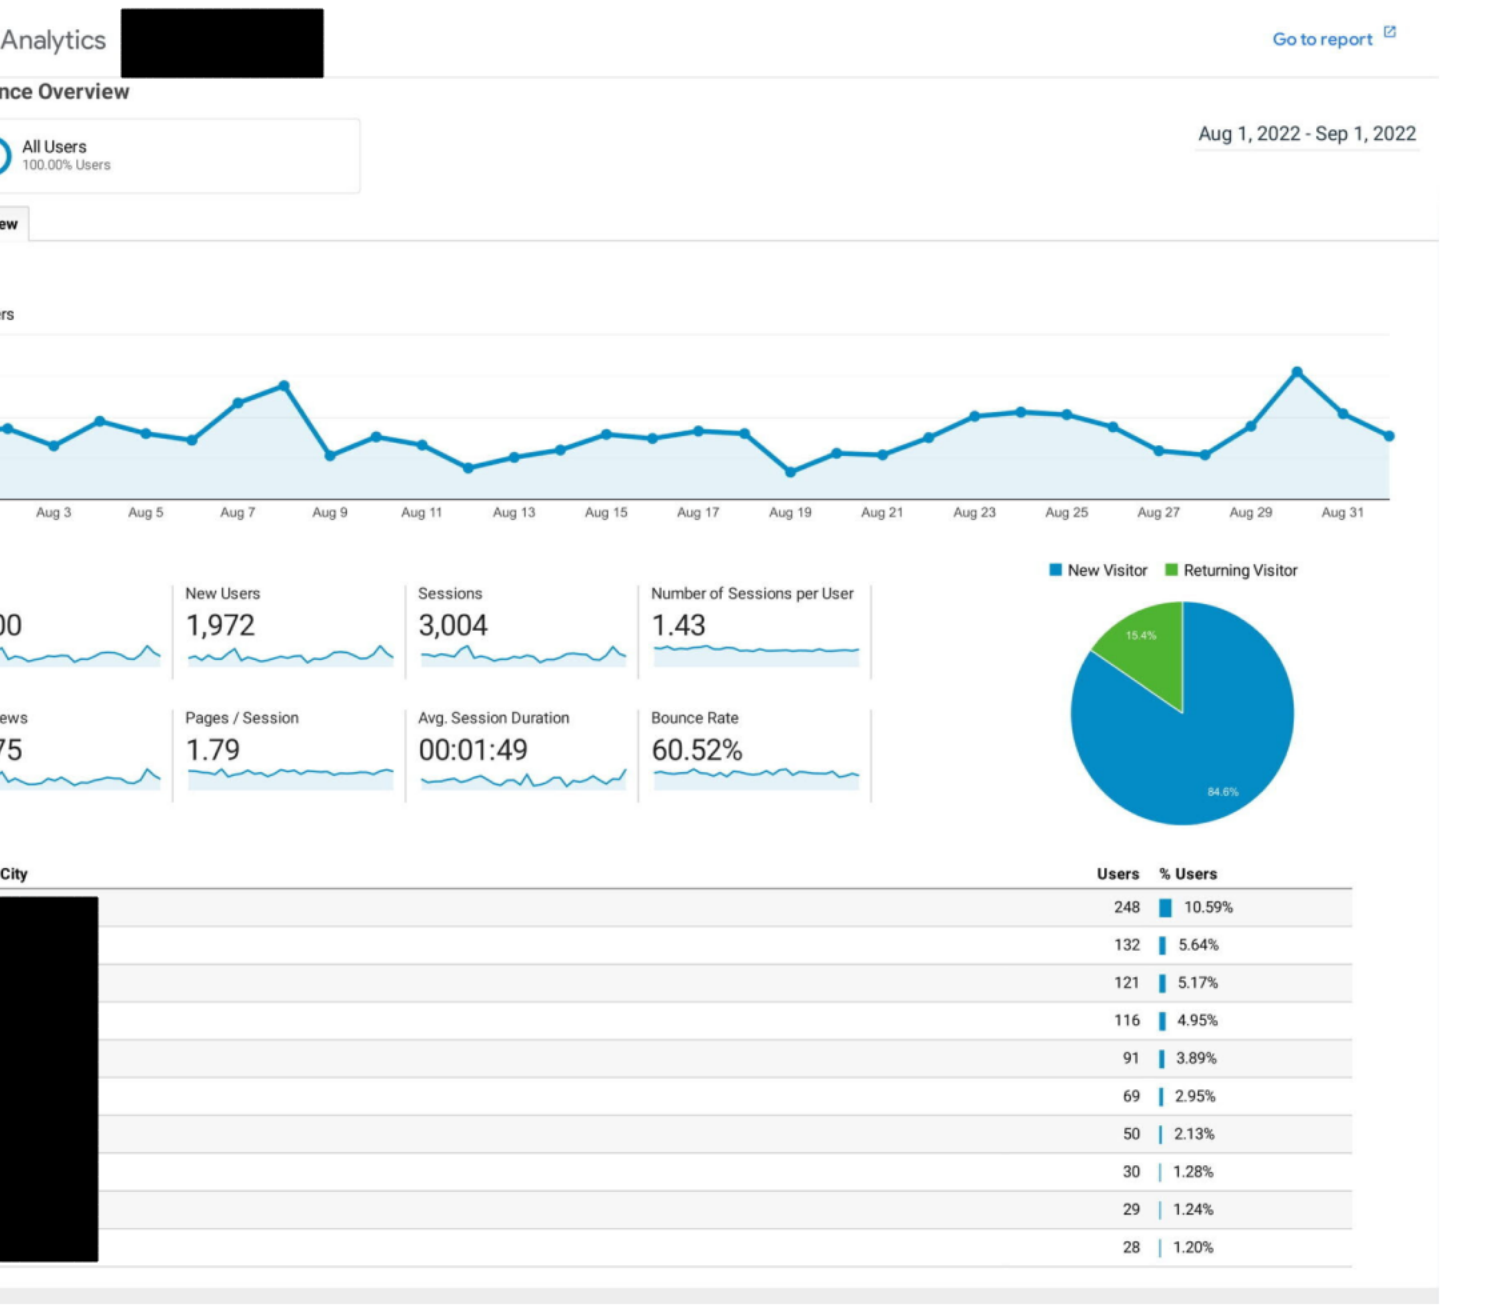 Analytics
Go to report
nce Overview
All Users
100.00% Users
Aug 1, 2022 - Sep 1, 2022
ew
ers
Aug 3 Aug 5 Aug 7 Aug 9 Aug 11 Aug 13 Aug 15 Aug 17 Aug 19 Aug 21 Aug 23 Aug 25 Aug 27 Aug 29 Aug 31
New Visitor Returning Visitor
New Users Sessions Number of Sessions per User
00 1,972 3,004 1.43
15.4%
ews Pages / Session Avg. Session Duration Bounce Rate
75 1.79 00:01:49 60.52%
84.6%
City Users % Users
248 10.59%
132 5.64%
121 5.17%
116 4.95%
91 3.89%
69 2.95%
50 2.13%
30 1.28%
29 1.24%
28 1.20%